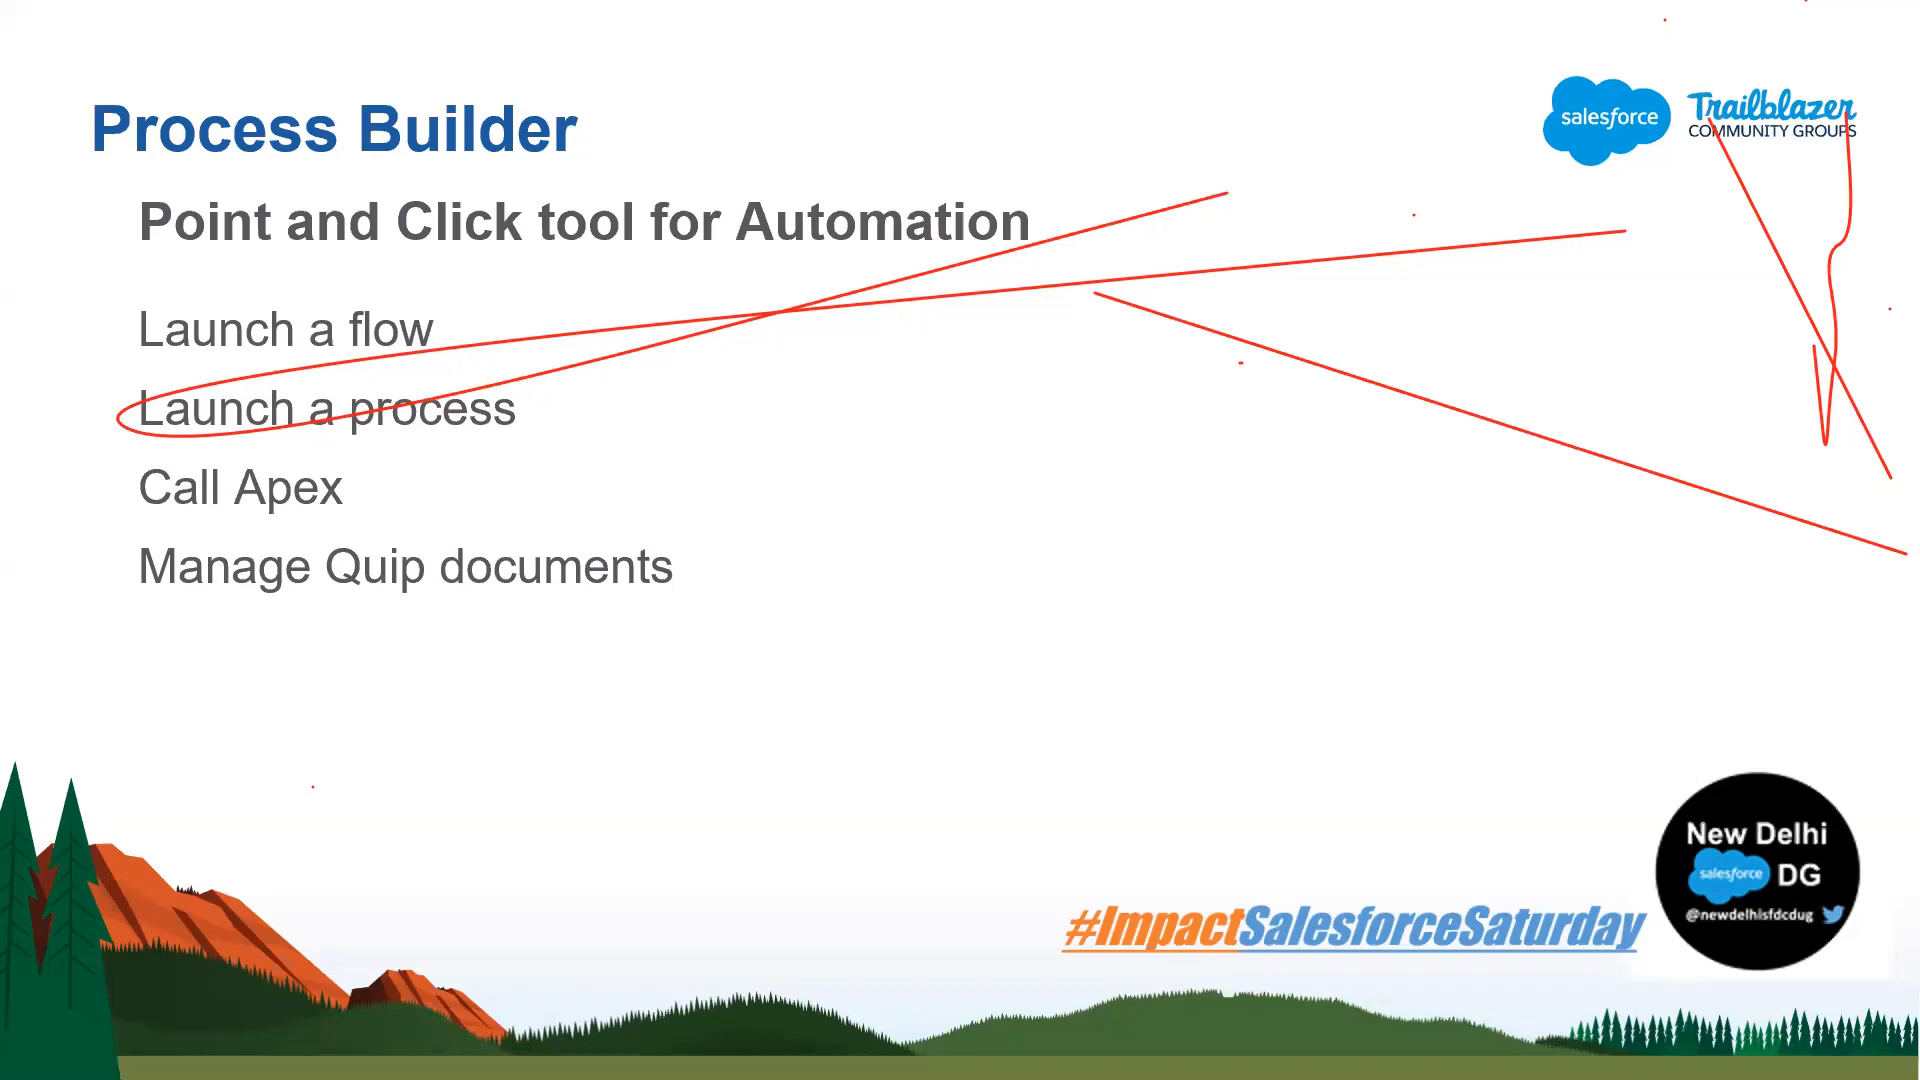 Process Builder
salesforce
Trailblazer
COMMUNITY GROUPS
Point and Click tool for Automation
Launch a flow
Launch a process
Call Apex
Manage Quip documents
New Delhi
salesforce DG
@newdelhisfdcdug
#ImpactSalesforceSaturday